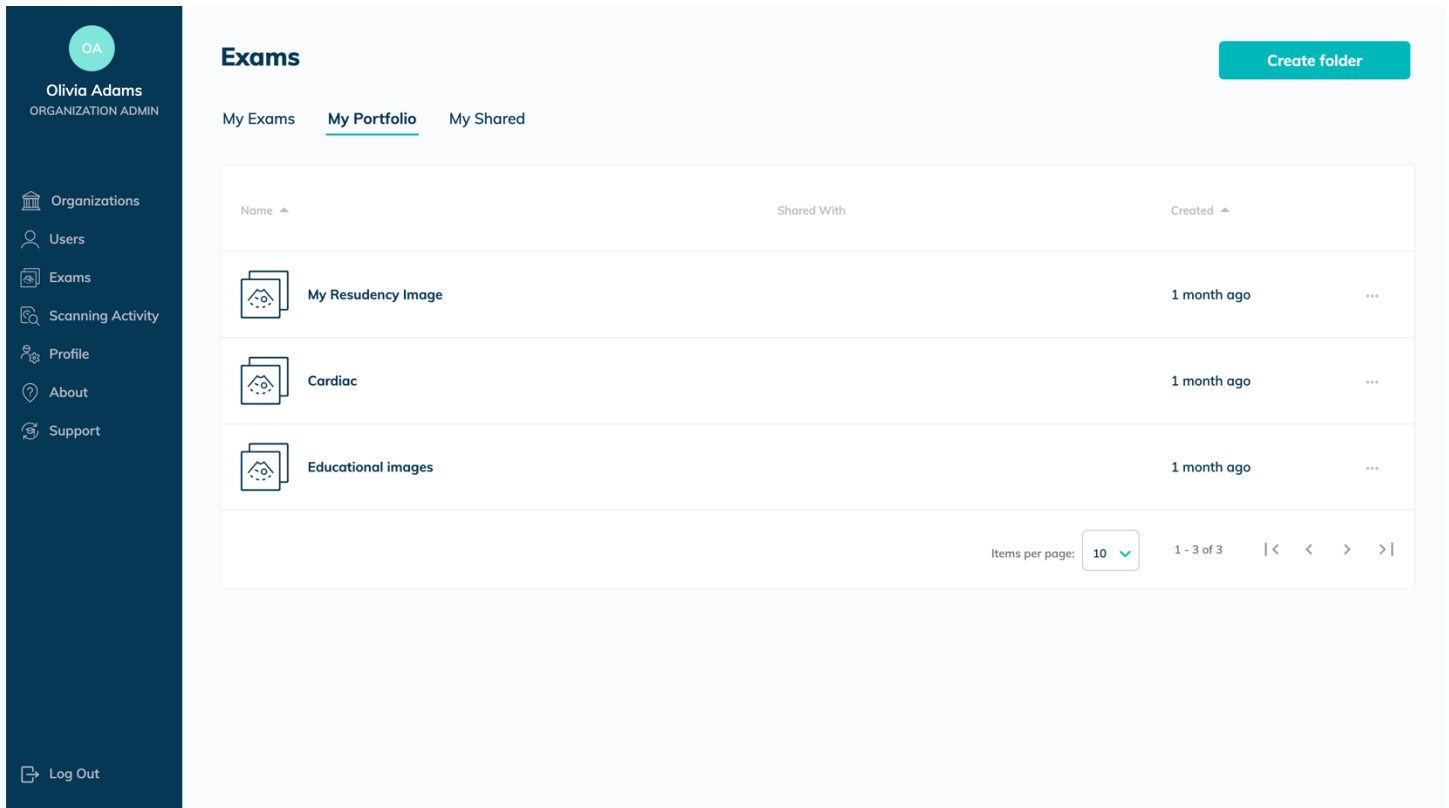 OA
Olivia Adams
ORGANIZATION ADMIN
Organizations
Users
Exams
Scanning Activity
Profile
About
Support
Log Out
Exams
Create folder
My Exams My Portfolio My Shared
Name Shared With Created
My Resudency Image 1 month ago ...
Cardiac 1 month ago ...
Educational images 1 month ago ...
Items per page: 10 1 - 3 of 3